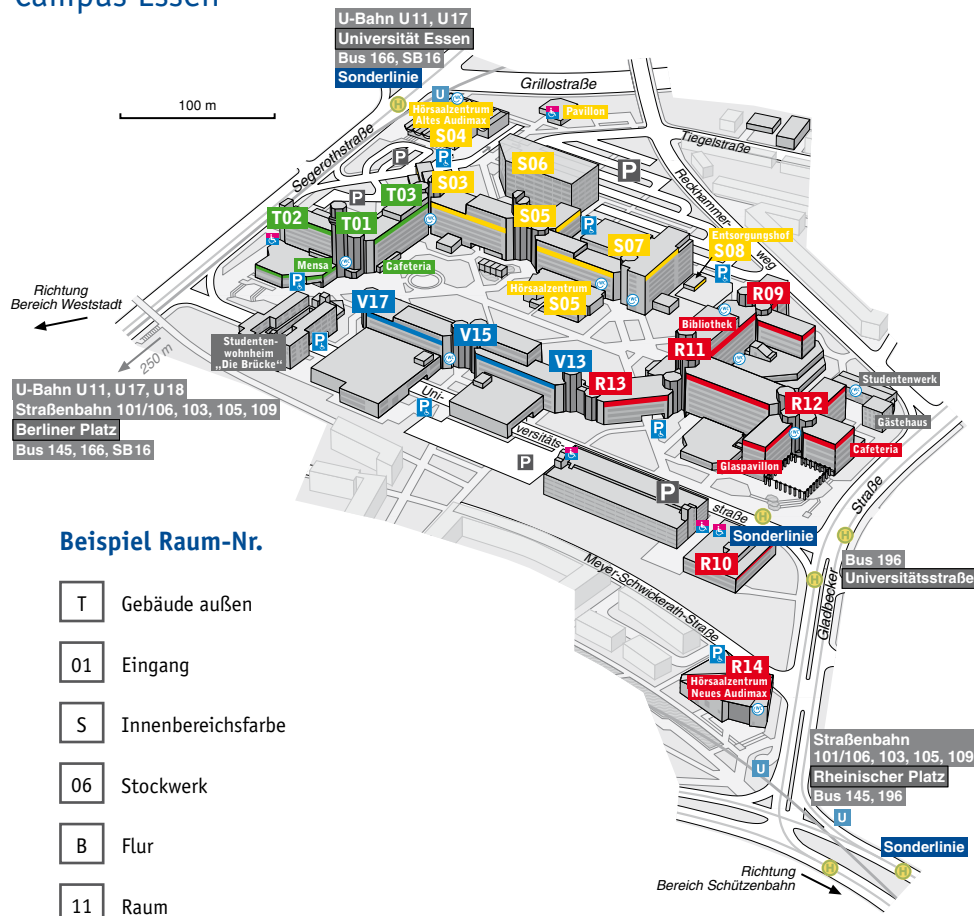 Campus Essen
U-Bahn U11, U17
Universität Essen
Bus 166, SB16
Sonderlinie
100 m
H
U
Grillostraße
Segerothstraße
Hörsaalzentrum
Altes Audimax
S04
Pavillon
Tiegelstraße
P
P
P
S06
P
Reckhammer-
weg
S03
T03
P
T02
T01
S05
P
S07
Entsorgungshof
S08
P
Mensa
Cafeteria
P
Hörsaalzentrum
S05
R09
Richtung
Bereich Weststadt
V17
Bibliothek
250 m
Studenten-
wohnheim
„Die Brücke“
P
V15
R11
V13
R13
Studentenwerk
U-Bahn U11, U17, U18
Straßenbahn 101/106, 103, 105, 109
Berliner Platz
Bus 145, 166, SB16
Uni-
versitäts-
straße
P
R12
Gästehaus
P
Glaspavillon
Cafeteria
P
P
Straße
H
Sonderlinie
H
Beispiel Raum-Nr.
R10
Bus 196
Universitätsstraße
H
Gladbecker
Meyer-Schwickerath-Straße
T Gebäude außen
01 Eingang
P
R14
Hörsaalzentrum
Neues Audimax
S Innenbereichsfarbe
Straßenbahn
101/106, 103, 105, 109
Rheinischer Platz
Bus 145, 196
U
U
06 Stockwerk
B Flur
Sonderlinie
H
H
Richtung
Bereich Schützenbahn
11 Raum